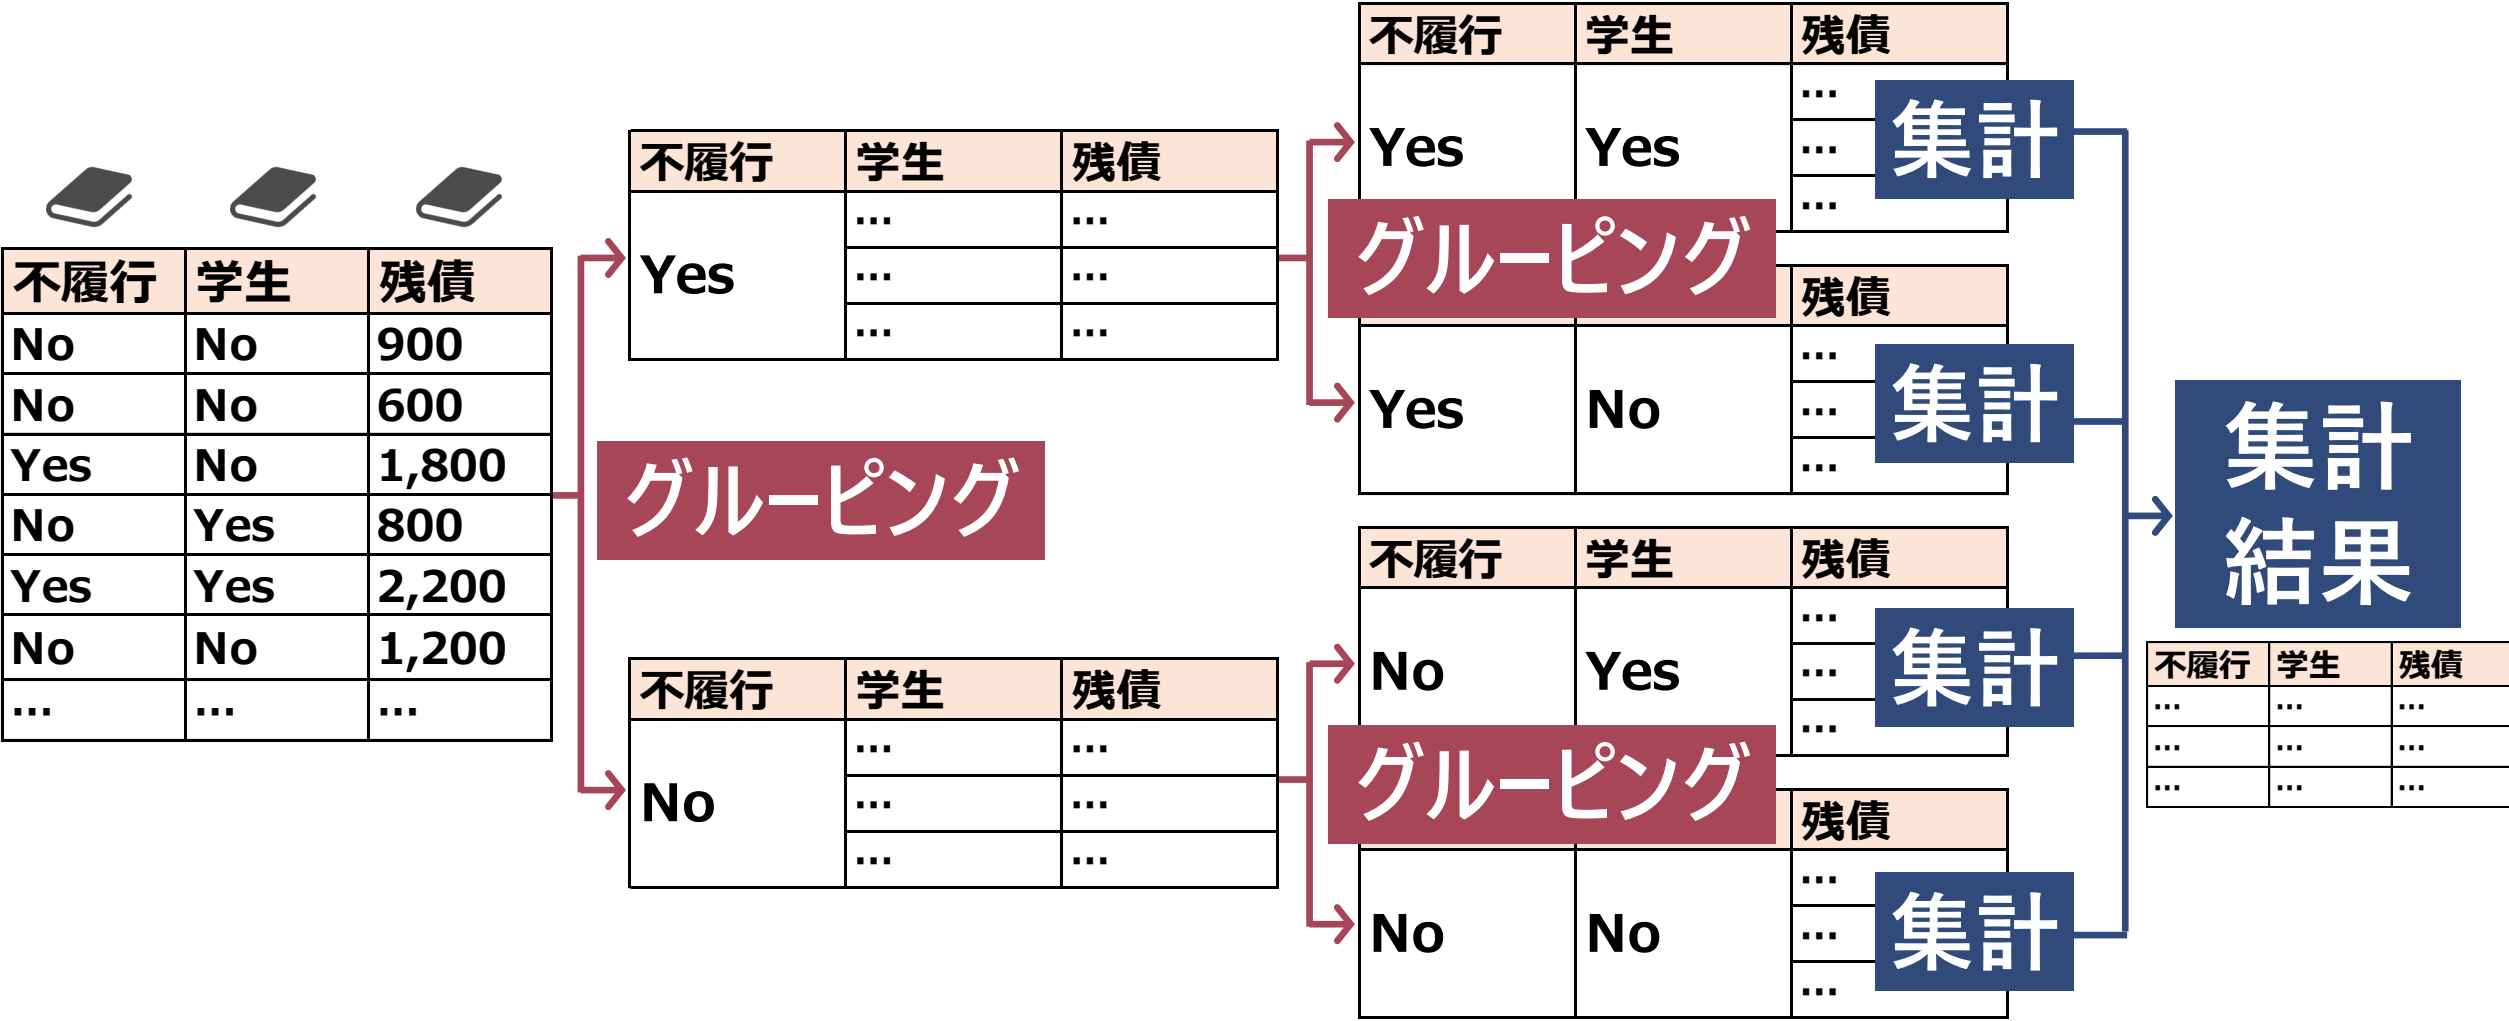 不履行 学生 残債
No No 900
No No 600
Yes No 1,800
No Yes 800
Yes Yes 2,200
No No 1,200
... ... ...
グルーピング
不履行 学生 残債
Yes ... ...
... ...
... ...
不履行 学生 残債
No ... ...
... ...
... ...
グルーピング
不履行 学生 残債
Yes Yes ...
...
...
集計
残債
Yes No ...
...
...
集計
グルーピング
不履行 学生 残債
No Yes ...
...
...
集計
残債
No No ...
...
...
集計
集計
結果
不履行 学生 残債
... ... ...
... ... ...
... ... ...